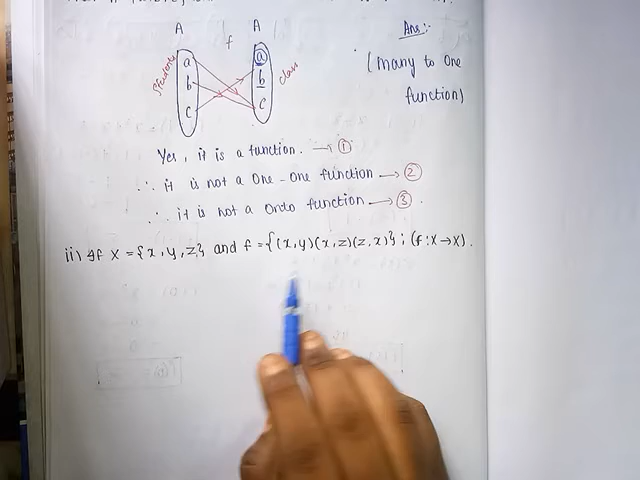 A A Ans:-
f
a a
b b
c c
Students class
(many to one
function)
Yes, it is a function. → ①
∴ it is not a One-One function → ②
∴ it is not a Onto function → ③.
ii) If X = {x, y, z} and f = {(x,y)(x,z)(z,x)} ; (f:X→X).